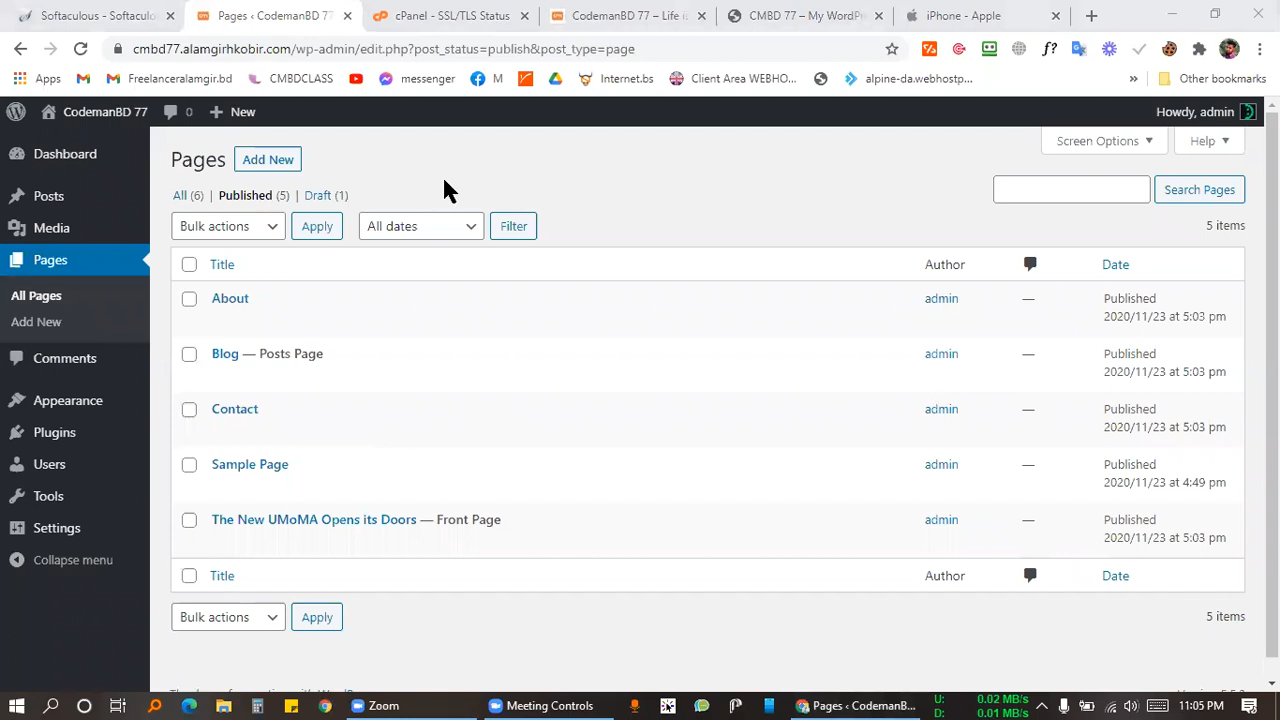 Softaculous - Softaculou
Pages ‹ CodemanBD 77
cPanel - SSL/TLS Status
CodemanBD 77 – Life i
CMBD 77 – My WordPr
iPhone - Apple
cmbd77.alamgirhkobir.com/wp-admin/edit.php?post_status=publish&post_type=page
Apps
Freelanceralamgir.bd
CMBDCLASS
messenger
M
Internet.bs
Client Area WEBHO...
alpine-da.webhostp...
Other bookmarks
CodemanBD 77
0
New
Howdy, admin
Dashboard
Posts
Media
Pages
All Pages
Add New
Comments
Appearance
Plugins
Users
Tools
Settings
Collapse menu
Screen Options
Help
Pages
Add New
All (6) | Published (5) | Draft (1)
Search Pages
Bulk actions
Apply
All dates
Filter
5 items
Title
Author
Date
About
admin
—
Published
2020/11/23 at 5:03 pm
Blog — Posts Page
admin
—
Published
2020/11/23 at 5:03 pm
Contact
admin
—
Published
2020/11/23 at 5:03 pm
Sample Page
admin
—
Published
2020/11/23 at 4:49 pm
The New UMoMA Opens its Doors — Front Page
admin
—
Published
2020/11/23 at 5:03 pm
Title
Author
Date
Bulk actions
Apply
5 items
Zoom
Meeting Controls
Pages ‹ CodemanB...
U: 0.02 MB/s
D: 0.01 MB/s
11:05 PM